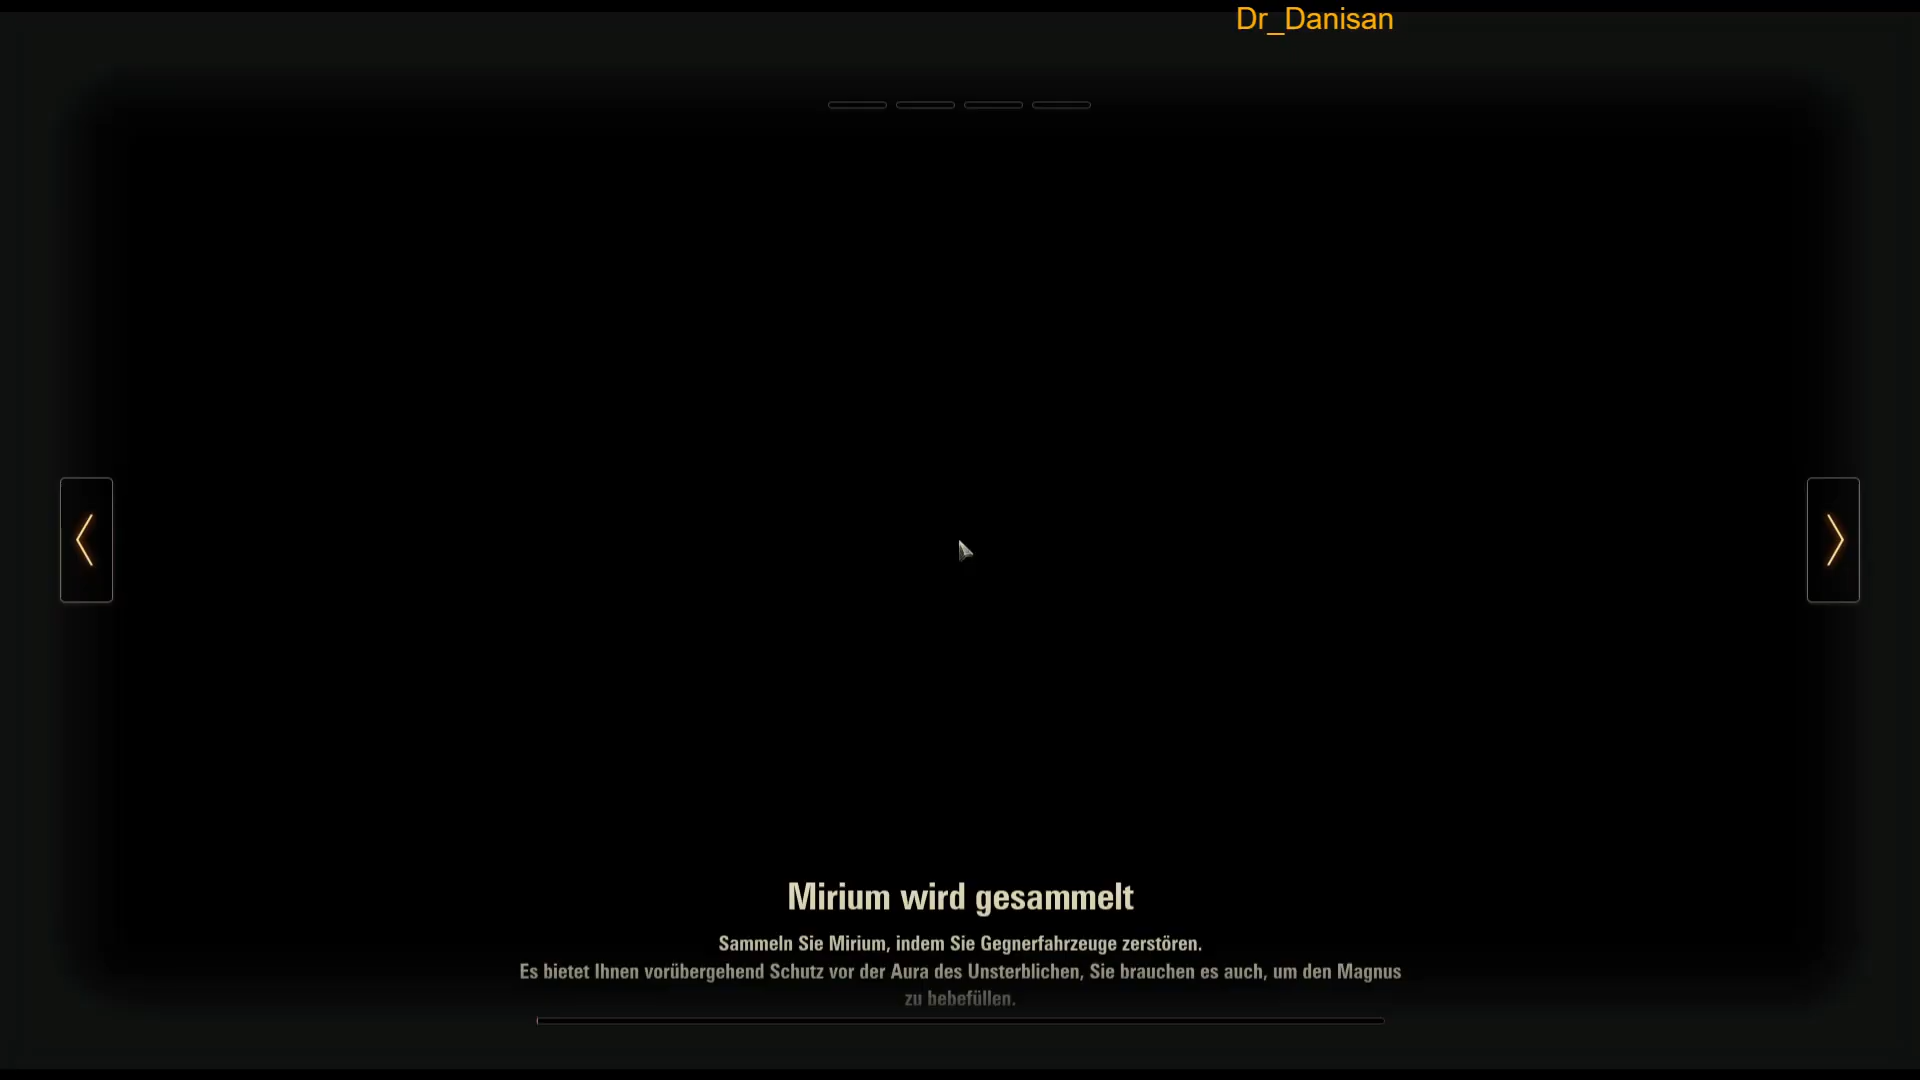 Dr_Danisan
Mirium wird gesammelt
Sammeln Sie Mirium, indem Sie Gegnerfahrzeuge zerstören.
Es bietet Ihnen vorübergehend Schutz vor der Aura des Unsterblichen, Sie brauchen es auch, um den Magnus
zu bebefüllen.